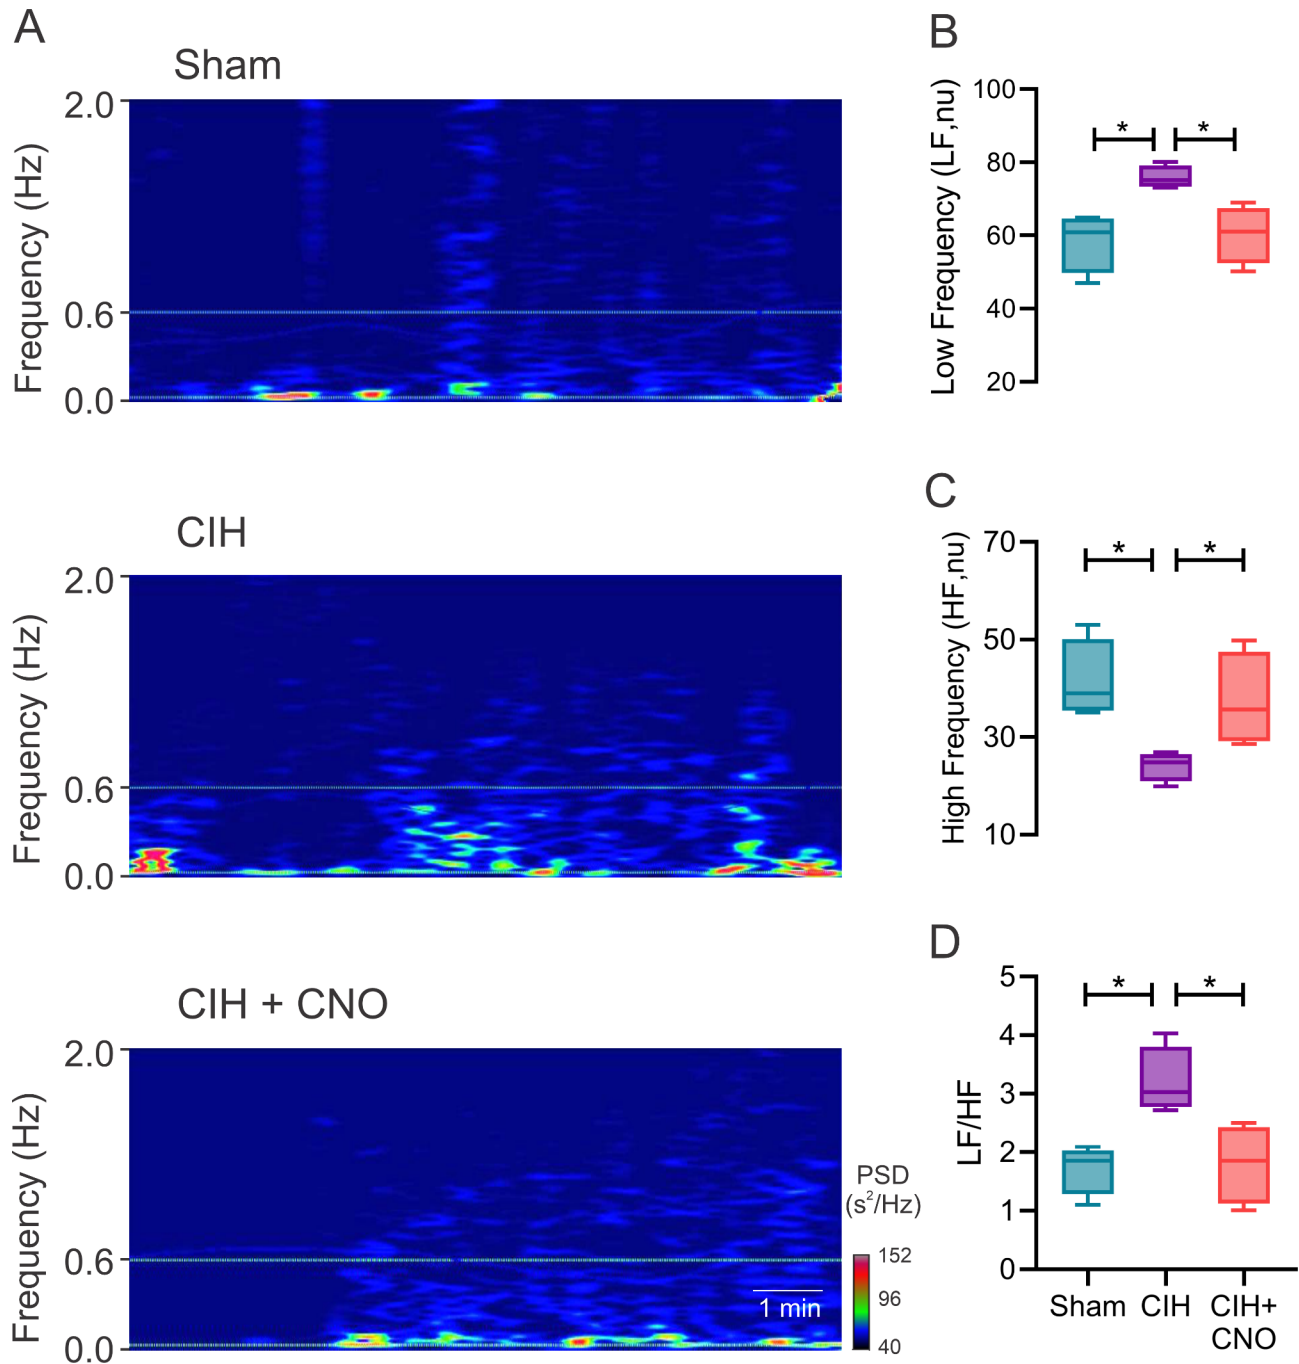 A
Sham
Frequency (Hz)
2.0
0.6
0.0
CIH
Frequency (Hz)
2.0
0.6
0.0
CIH + CNO
Frequency (Hz)
2.0
0.6
0.0
1 min
PSD
(s²/Hz)
152
96
40
B
Low Frequency (LF,nu)
100
80
60
40
20
*
*
C
High Frequency (HF,nu)
70
50
30
10
*
*
D
LF/HF
5
4
3
2
1
0
*
*
Sham CIH CIH+
CNO